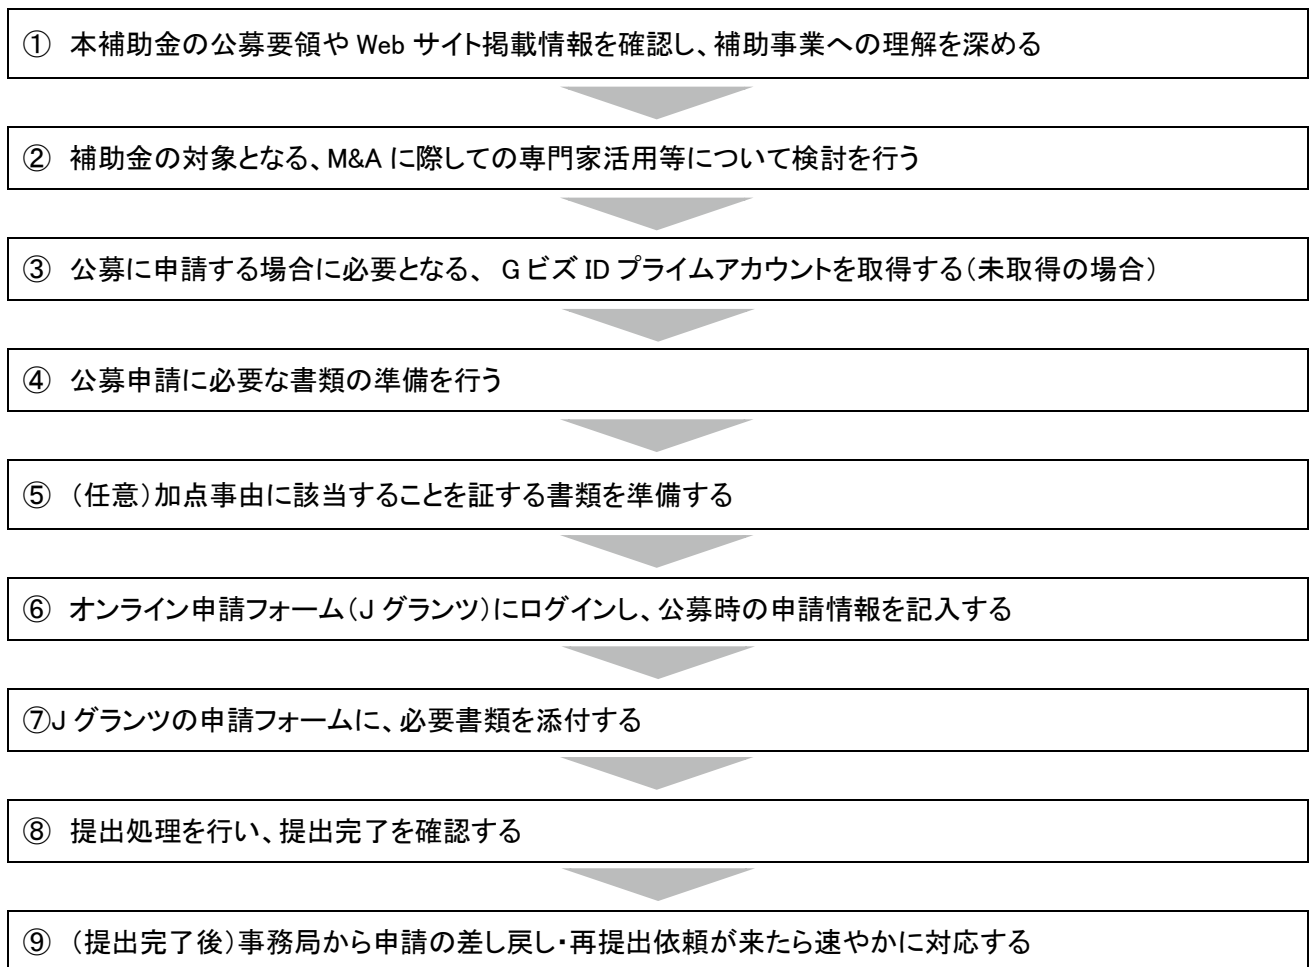 ① 本補助金の公募要領や Web サイト掲載情報を確認し、補助事業への理解を深める
② 補助金の対象となる、M&A に際しての専門家活用等について検討を行う
③ 公募に申請する場合に必要となる、 G ビズ ID プライムアカウントを取得する（未取得の場合）
④ 公募申請に必要な書類の準備を行う
⑤ （任意）加点事由に該当することを証する書類を準備する
⑥ オンライン申請フォーム（J グランツ）にログインし、公募時の申請情報を記入する
⑦J グランツの申請フォームに、必要書類を添付する
⑧ 提出処理を行い、提出完了を確認する
⑨ （提出完了後）事務局から申請の差し戻し・再提出依頼が来たら速やかに対応する